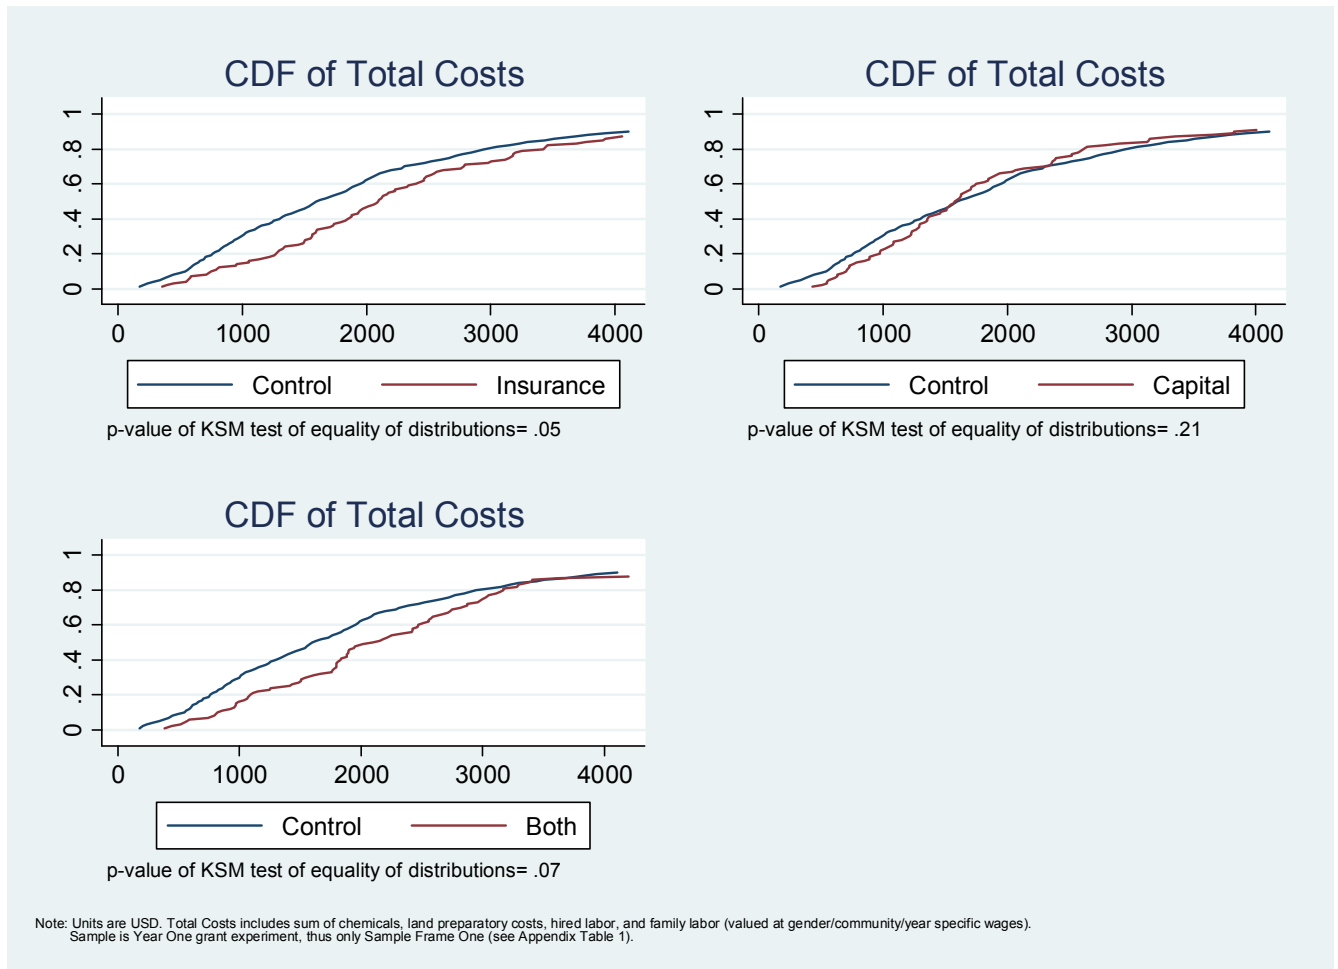 CDF of Total Costs
1
.8
.6
.4
.2
0
0 1000 2000 3000 4000
Control Insurance
p-value of KSM test of equality of distributions= .05
CDF of Total Costs
1
.8
.6
.4
.2
0
0 1000 2000 3000 4000
Control Capital
p-value of KSM test of equality of distributions= .21
CDF of Total Costs
1
.8
.6
.4
.2
0
0 1000 2000 3000 4000
Control Both
p-value of KSM test of equality of distributions= .07
Note: Units are USD. Total Costs includes sum of chemicals, land preparatory costs, hired labor, and family labor (valued at gender/community/year specific wages).
Sample is Year One grant experiment, thus only Sample Frame One (see Appendix Table 1).